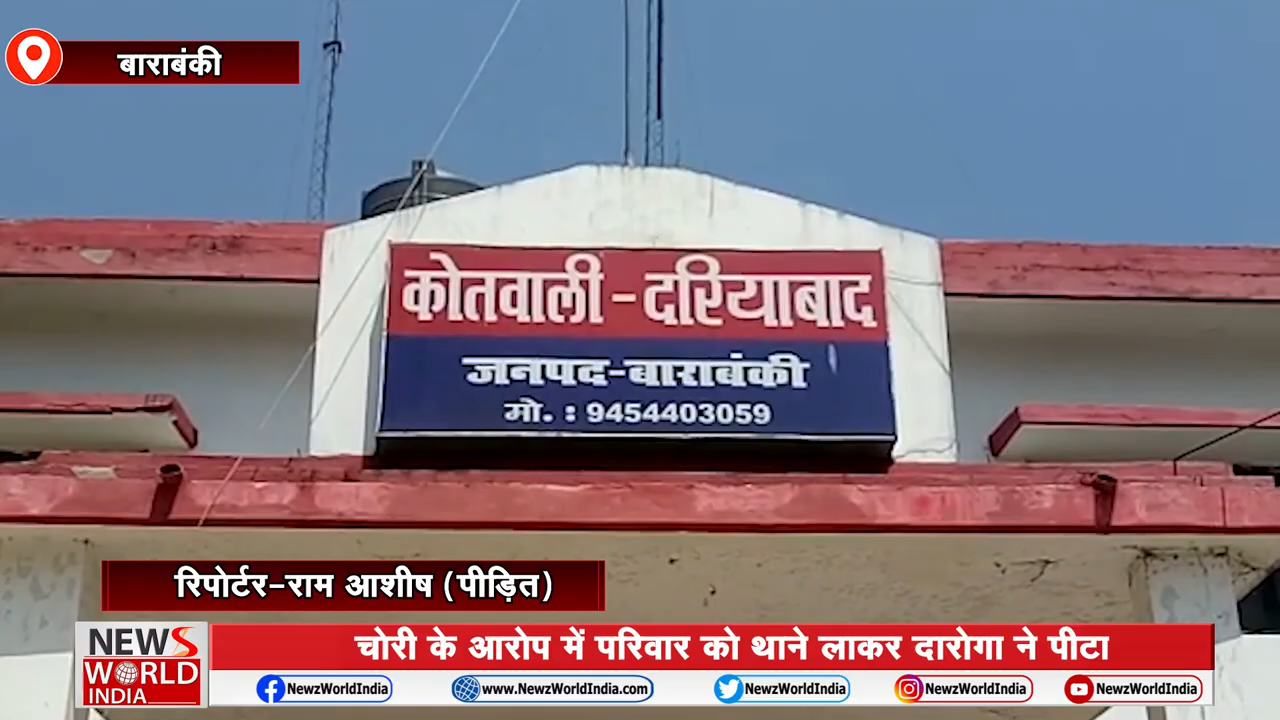 बाराबंकी
कोतवाली-दरियाबाद
जनपद-बाराबंकी
मो. : 9454403059
रिपोर्टर-राम आशीष (पीड़ित)
चोरी के आरोप में परिवार को थाने लाकर दारोगा ने पीटा
NEWS
WORLD
INDIA
NewzWorldIndia
www.NewzWorldIndia.com
NewzWorldIndia
NewzWorldIndia
NewzWorldIndia